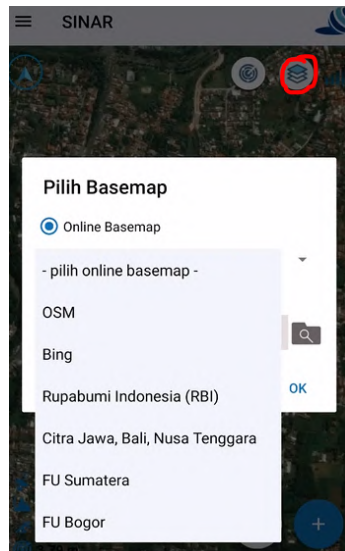 SINAR
Pilih Basemap
Online Basemap
- pilih online basemap -
OSM
Bing
Rupabumi Indonesia (RBI)
OK
Citra Jawa, Bali, Nusa Tenggara
FU Sumatera
FU Bogor